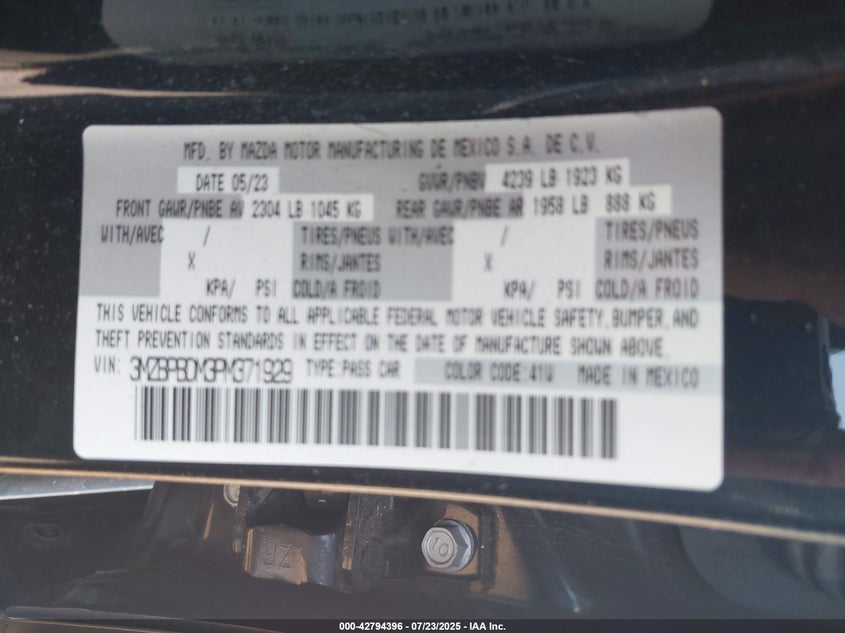 MFD. BY MAZDA MOTOR MANUFACTURING DE MEXICO S.A. DE C.V.
DATE 05/23 GVWR/PNBV 4239 LB 1923 KG
FRONT GAWR/PNBE AV 2304 LB 1045 KG REAR GAWR/PNBE AR 1958 LB 888 KG
WITH/AVEC / TIRES/PNEUS WITH/AVEC / TIRES/PNEUS
X RIMS/JANTES X RIMS/JANTES
KPA/ PSI COLD/A FROID KPA/ PSI COLD/A FROID
THIS VEHICLE CONFORMS TO ALL APPLICABLE FEDERAL MOTOR VEHICLE SAFETY, BUMPER, AND
THEFT PREVENTION STANDARDS IN EFFECT ON THE DATE OF MANUFACTURE SHOWN ABOVE.
VIN: 3MZBPBDM3PM371929 TYPE: PASS CAR COLOR CODE: 41W MADE IN MEXICO
10
000-42794396 - 07/23/2025 - IAA Inc.